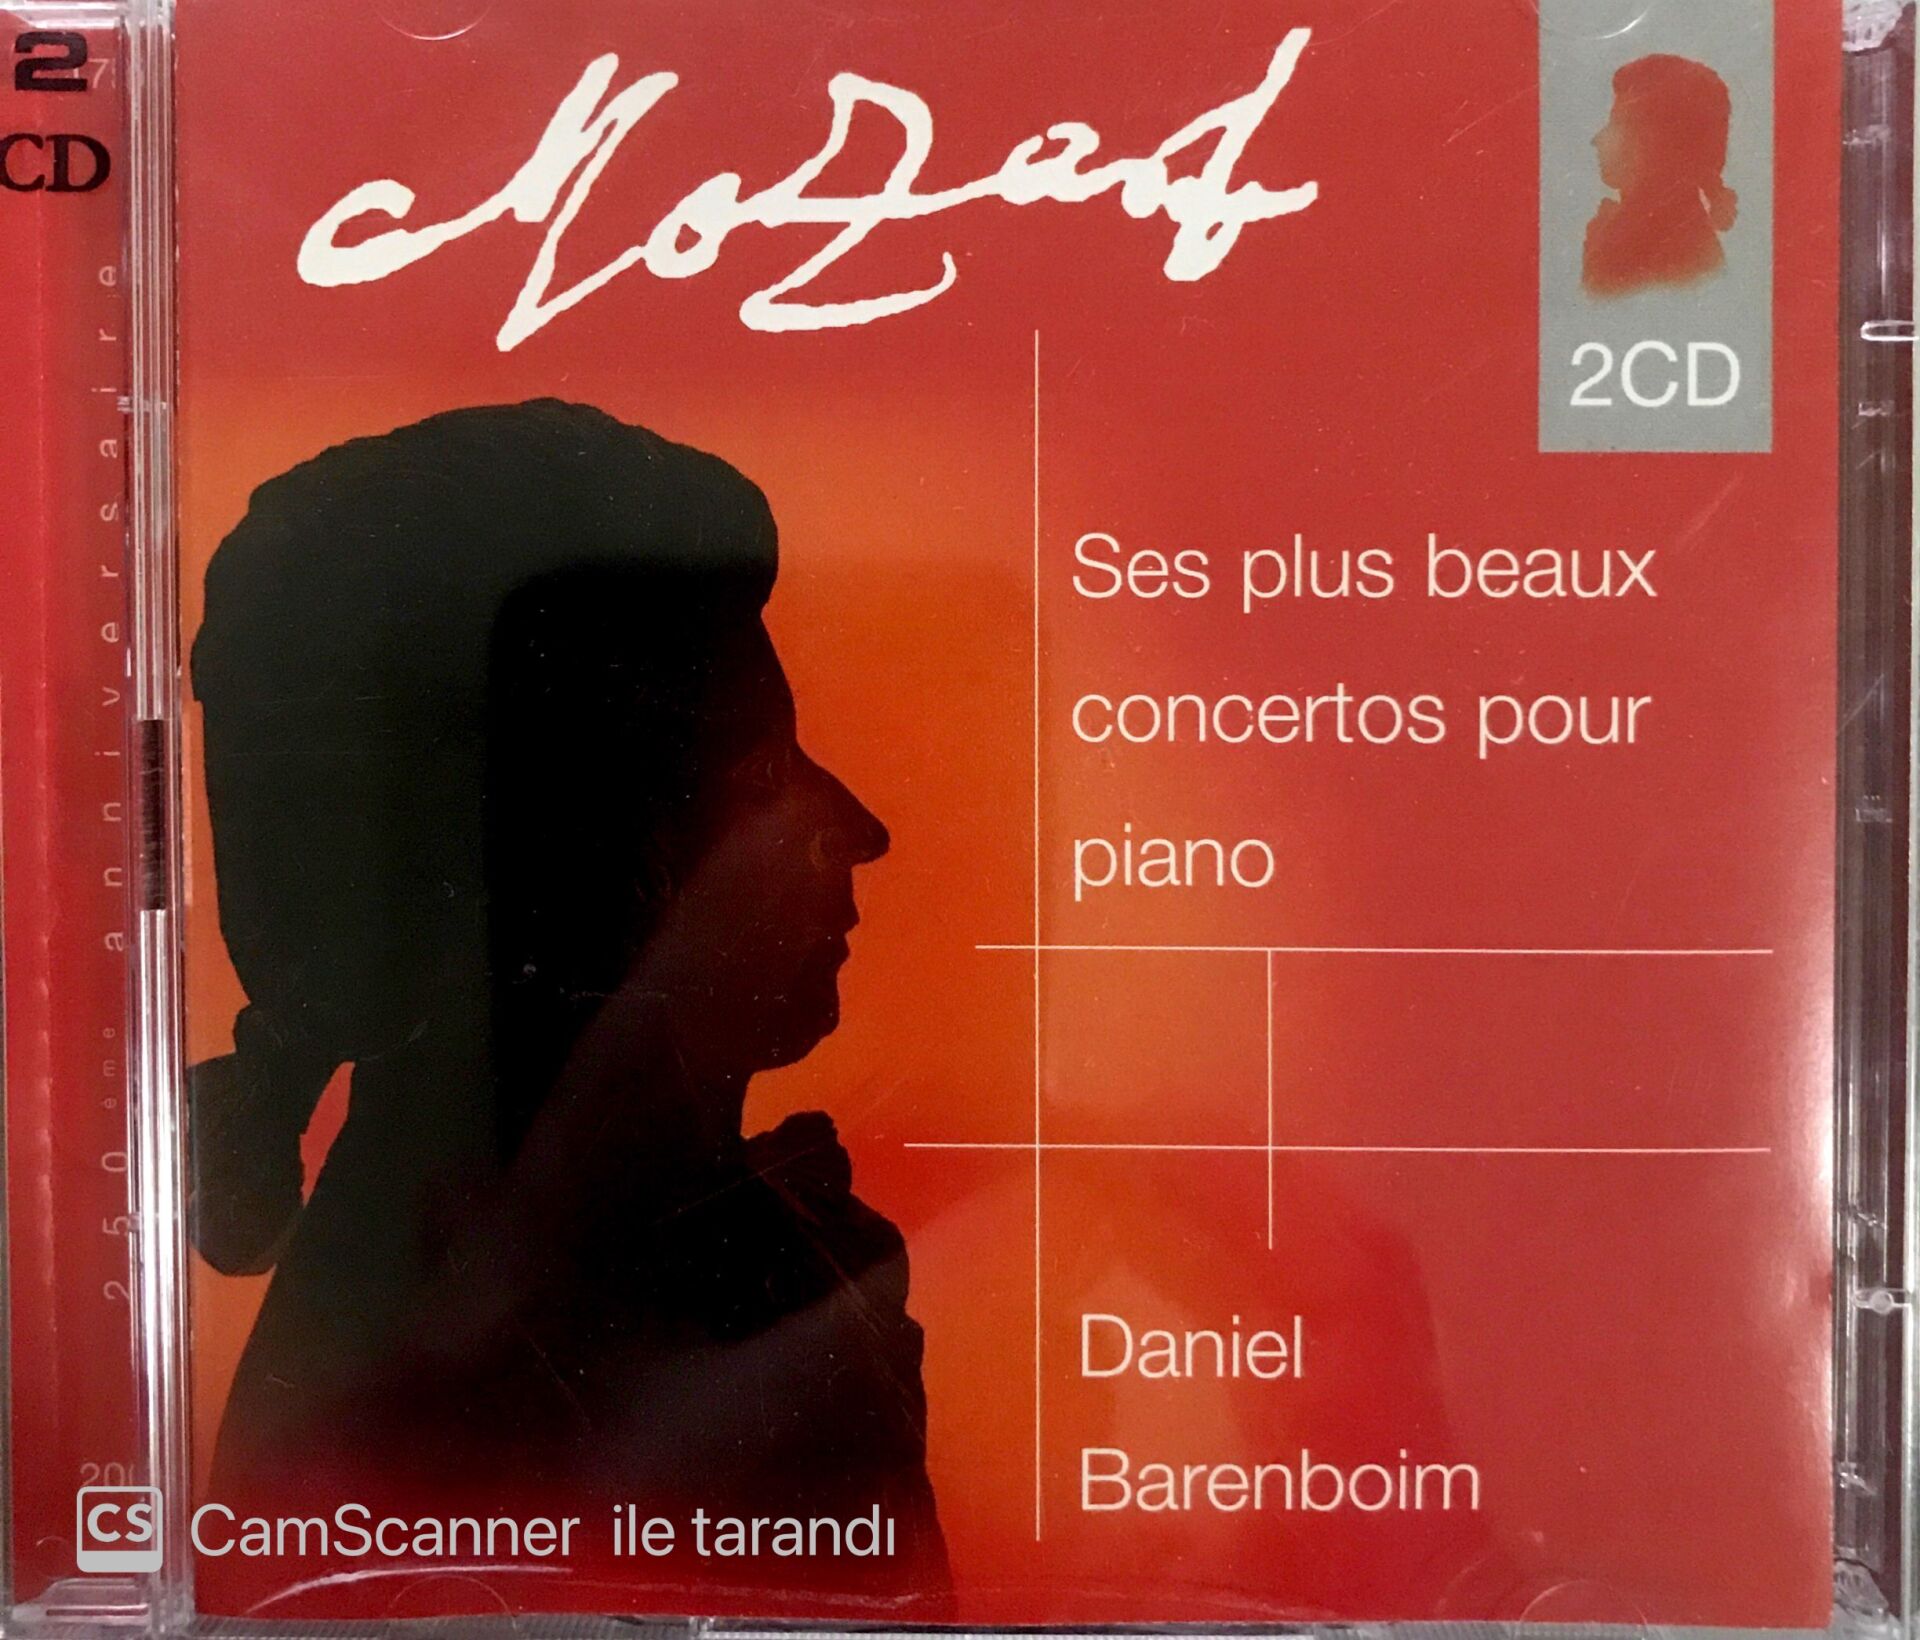 2
CD
Mozart
2CD
Ses plus beaux
concertos pour
piano
Daniel
Barenboim
250ème anniversaire
CS CamScanner ile tarandı